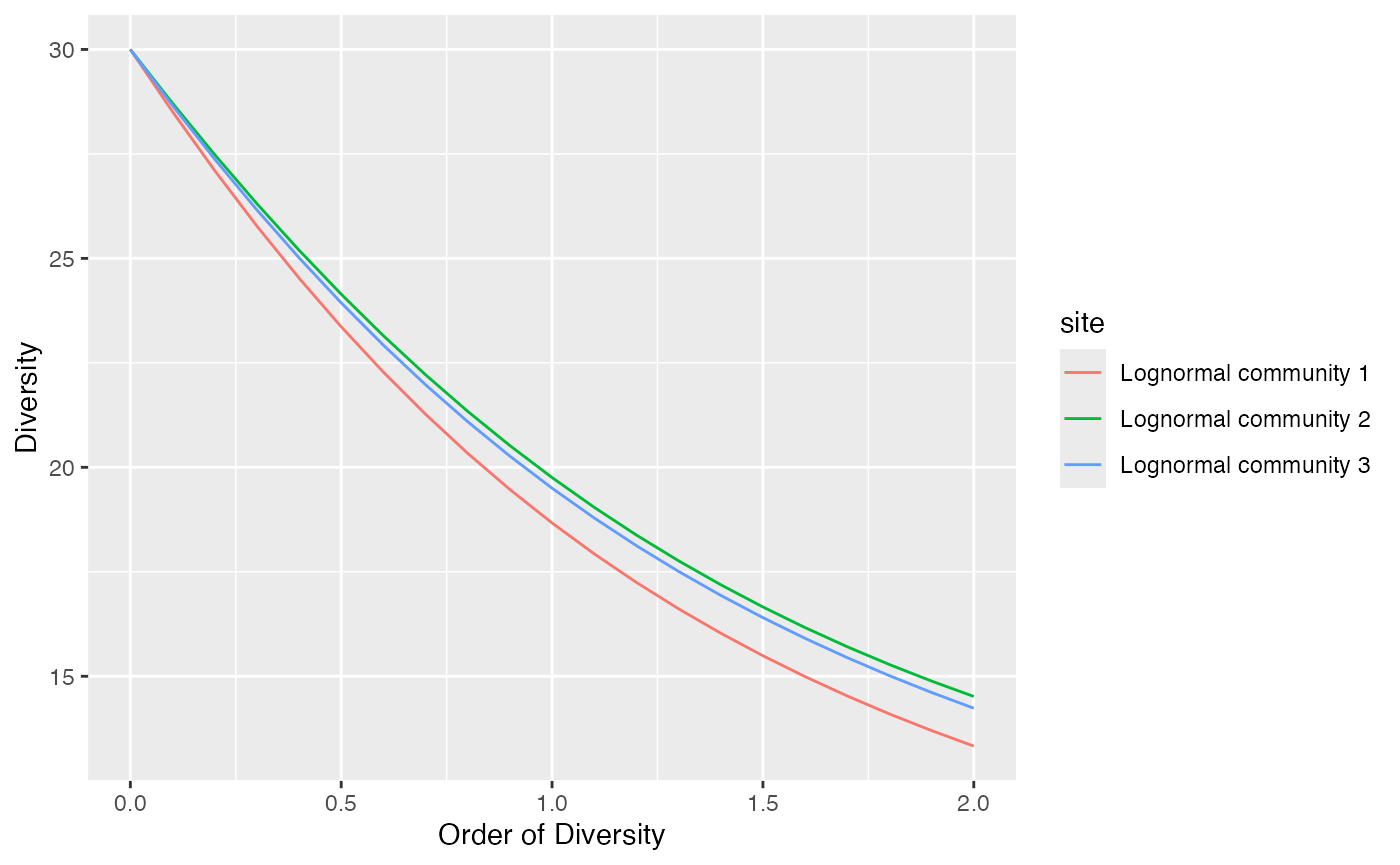 30
25
20
15
Diversity
0.0 0.5 1.0 1.5 2.0
Order of Diversity
site
Lognormal community 1
Lognormal community 2
Lognormal community 3